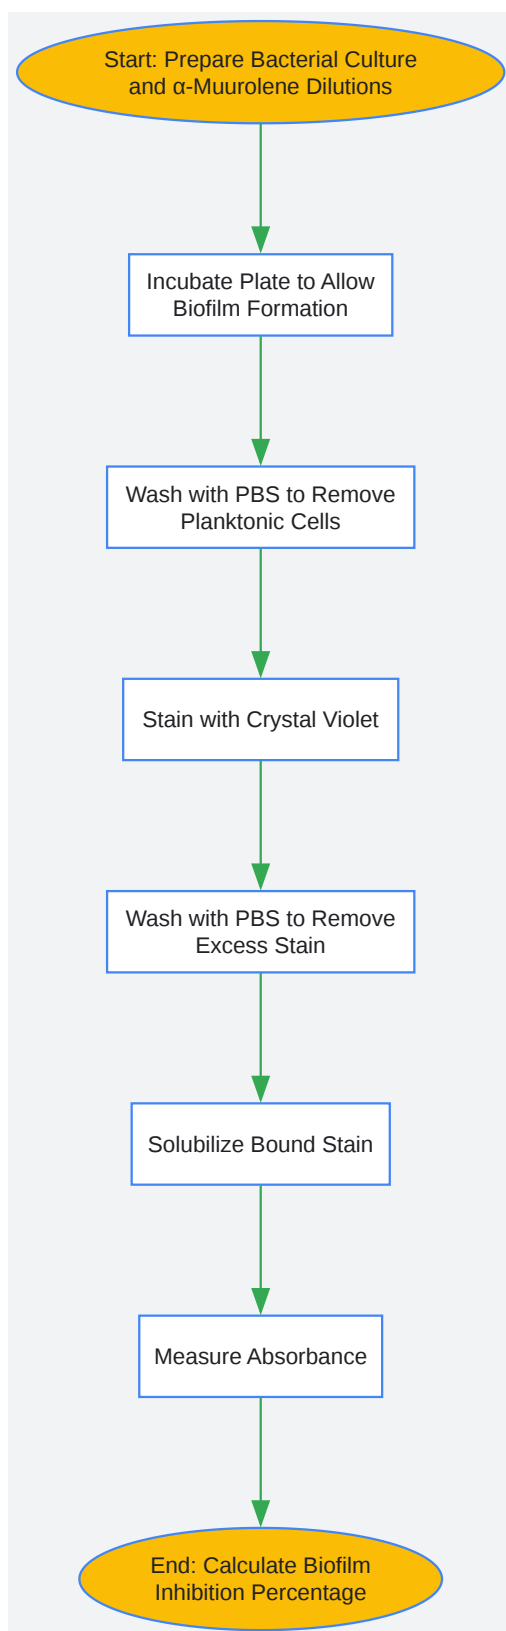 Start: Prepare Bacterial Culture
and α-Muurolene Dilutions
Incubate Plate to Allow
Biofilm Formation
Wash with PBS to Remove
Planktonic Cells
Stain with Crystal Violet
Wash with PBS to Remove
Excess Stain
Solubilize Bound Stain
Measure Absorbance
End: Calculate Biofilm
Inhibition Percentage